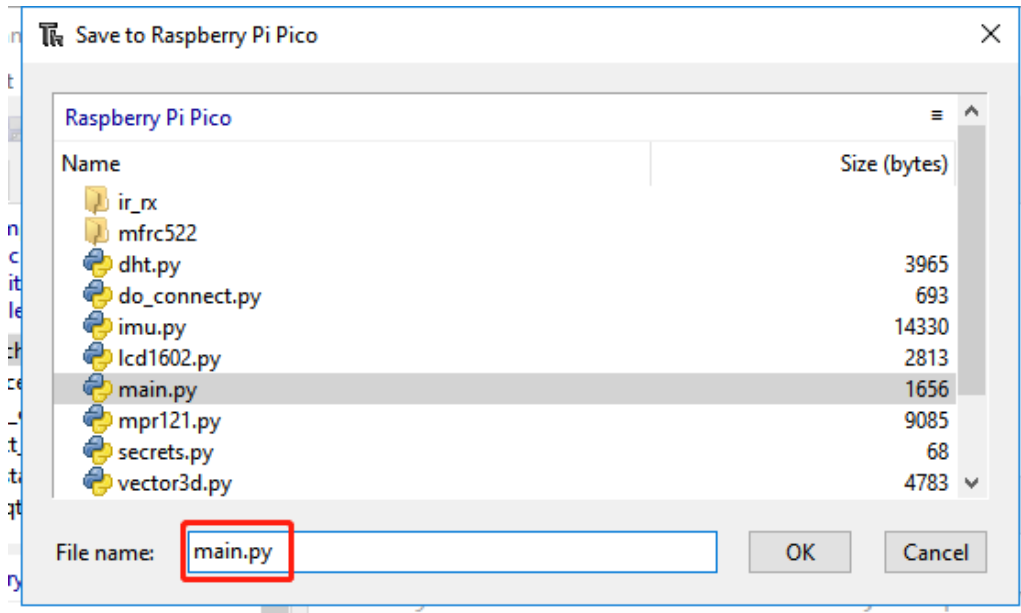 Save to Raspberry Pi Pico
Raspberry Pi Pico
Name Size (bytes)
ir_rx
mfrc522
dht.py 3965
do_connect.py 693
imu.py 14330
lcd1602.py 2813
main.py 1656
mpr121.py 9085
secrets.py 68
vector3d.py 4783
File name: main.py OK Cancel